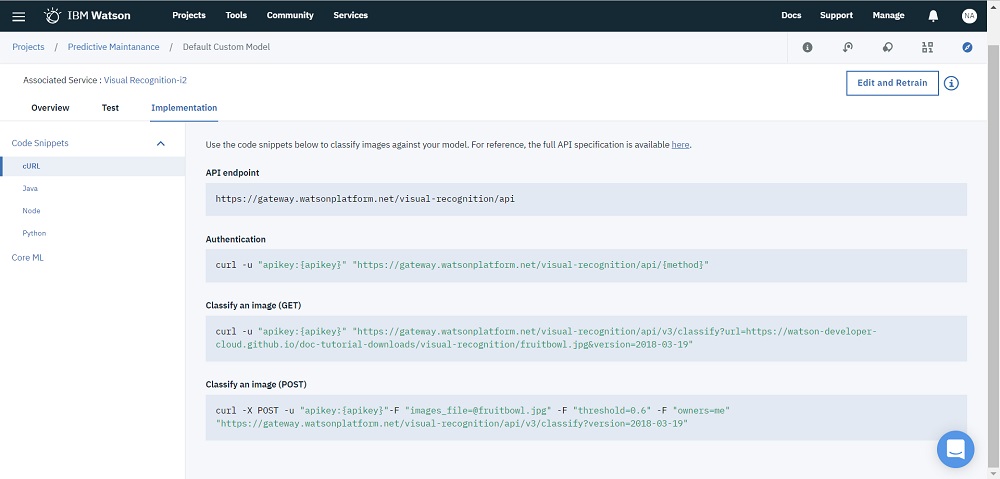 IBM Watson
Projects
Tools
Community
Services
Docs
Support
Manage
NA
Projects / Predictive Maintanance / Default Custom Model
Associated Service : Visual Recognition-i2
Edit and Retrain
Overview
Test
Implementation
Code Snippets
cURL
Java
Node
Python
Core ML
Use the code snippets below to classify images against your model. For reference, the full API specification is available here.
API endpoint
https://gateway.watsonplatform.net/visual-recognition/api
Authentication
curl -u "apikey:{apikey}" "https://gateway.watsonplatform.net/visual-recognition/api/{method}"
Classify an image (GET)
curl -u "apikey:{apikey}" "https://gateway.watsonplatform.net/visual-recognition/api/v3/classify?url=https://watson-developer-
cloud.github.io/doc-tutorial-downloads/visual-recognition/fruitbowl.jpg&version=2018-03-19"
Classify an image (POST)
curl -X POST -u "apikey:{apikey}"-F "images_file=@fruitbowl.jpg" -F "threshold=0.6" -F "owners=me"
"https://gateway.watsonplatform.net/visual-recognition/api/v3/classify?version=2018-03-19"